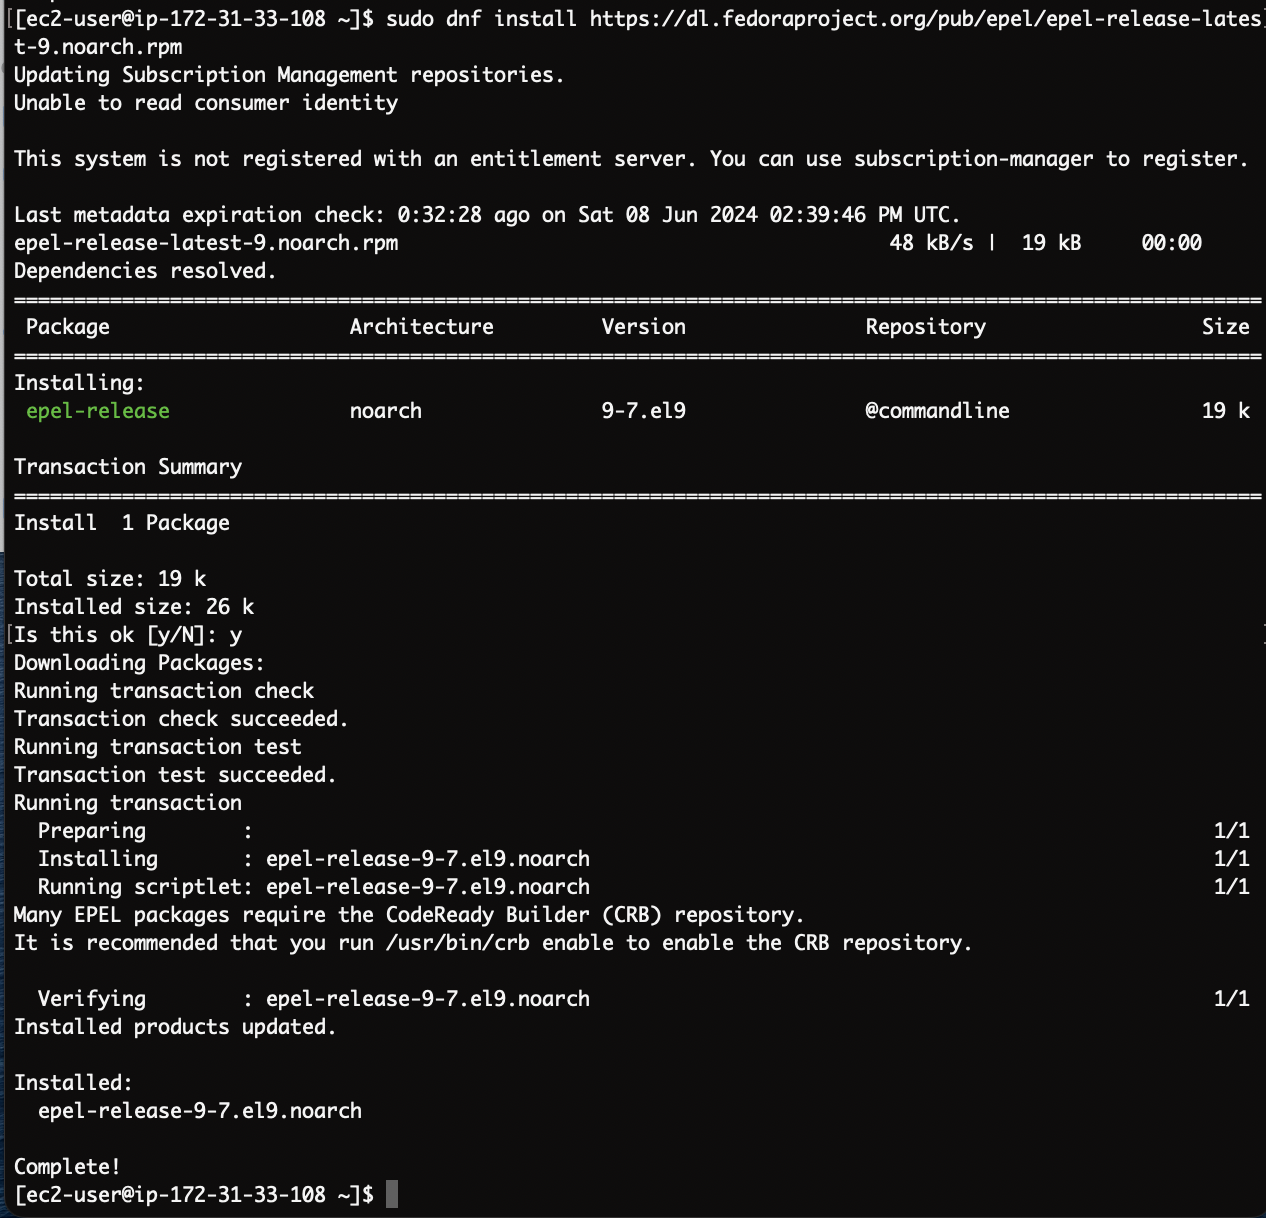 [[ec2-user@ip-172-31-33-108 ~]$ sudo dnf install https://dl.fedoraproject.org/pub/epel/epel-release-lates]
t-9.noarch.rpm
Updating Subscription Management repositories.
Unable to read consumer identity
This system is not registered with an entitlement server. You can use subscription-manager to register.
Last metadata expiration check: 0:32:28 ago on Sat 08 Jun 2024 02:39:46 PM UTC.
epel-release-latest-9.noarch.rpm 48 kB/s | 19 kB 00:00
Dependencies resolved.
========================================================================================================
Package Architecture Version Repository Size
========================================================================================================
Installing:
epel-release noarch 9-7.el9 @commandline 19 k
Transaction Summary
========================================================================================================
Install 1 Package
Total size: 19 k
Installed size: 26 k
[Is this ok [y/N]: y ]
Downloading Packages:
Running transaction check
Transaction check succeeded.
Running transaction test
Transaction test succeeded.
Running transaction
Preparing : 1/1
Installing : epel-release-9-7.el9.noarch 1/1
Running scriptlet: epel-release-9-7.el9.noarch 1/1
Many EPEL packages require the CodeReady Builder (CRB) repository.
It is recommended that you run /usr/bin/crb enable to enable the CRB repository.
Verifying : epel-release-9-7.el9.noarch 1/1
Installed products updated.
Installed:
epel-release-9-7.el9.noarch
Complete!
[ec2-user@ip-172-31-33-108 ~]$